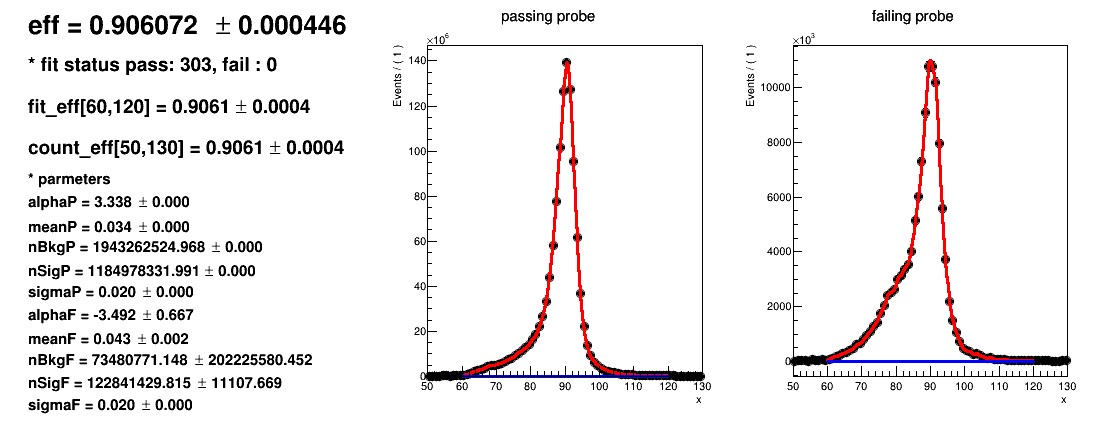 eff = 0.906072 ± 0.000446
* fit status pass: 303, fail : 0
fit_eff[60,120] = 0.9061 ± 0.0004
count_eff[50,130] = 0.9061 ± 0.0004
* parmeters
alphaP = 3.338 ± 0.000
meanP = 0.034 ± 0.000
nBkgP = 1943262524.968 ± 0.000
nSigP = 1184978331.991 ± 0.000
sigmaP = 0.020 ± 0.000
alphaF = -3.492 ± 0.667
meanF = 0.043 ± 0.002
nBkgF = 73480771.148 ± 202225580.452
nSigF = 122841429.815 ± 11107.669
sigmaF = 0.020 ± 0.000
passing probe
×10⁶
Events / ( 1 )
140
120
100
80
60
40
20
0
50 60 70 80 90 100 110 120 130
x
failing probe
×10³
Events / ( 1 )
10000
8000
6000
4000
2000
0
50 60 70 80 90 100 110 120 130
x